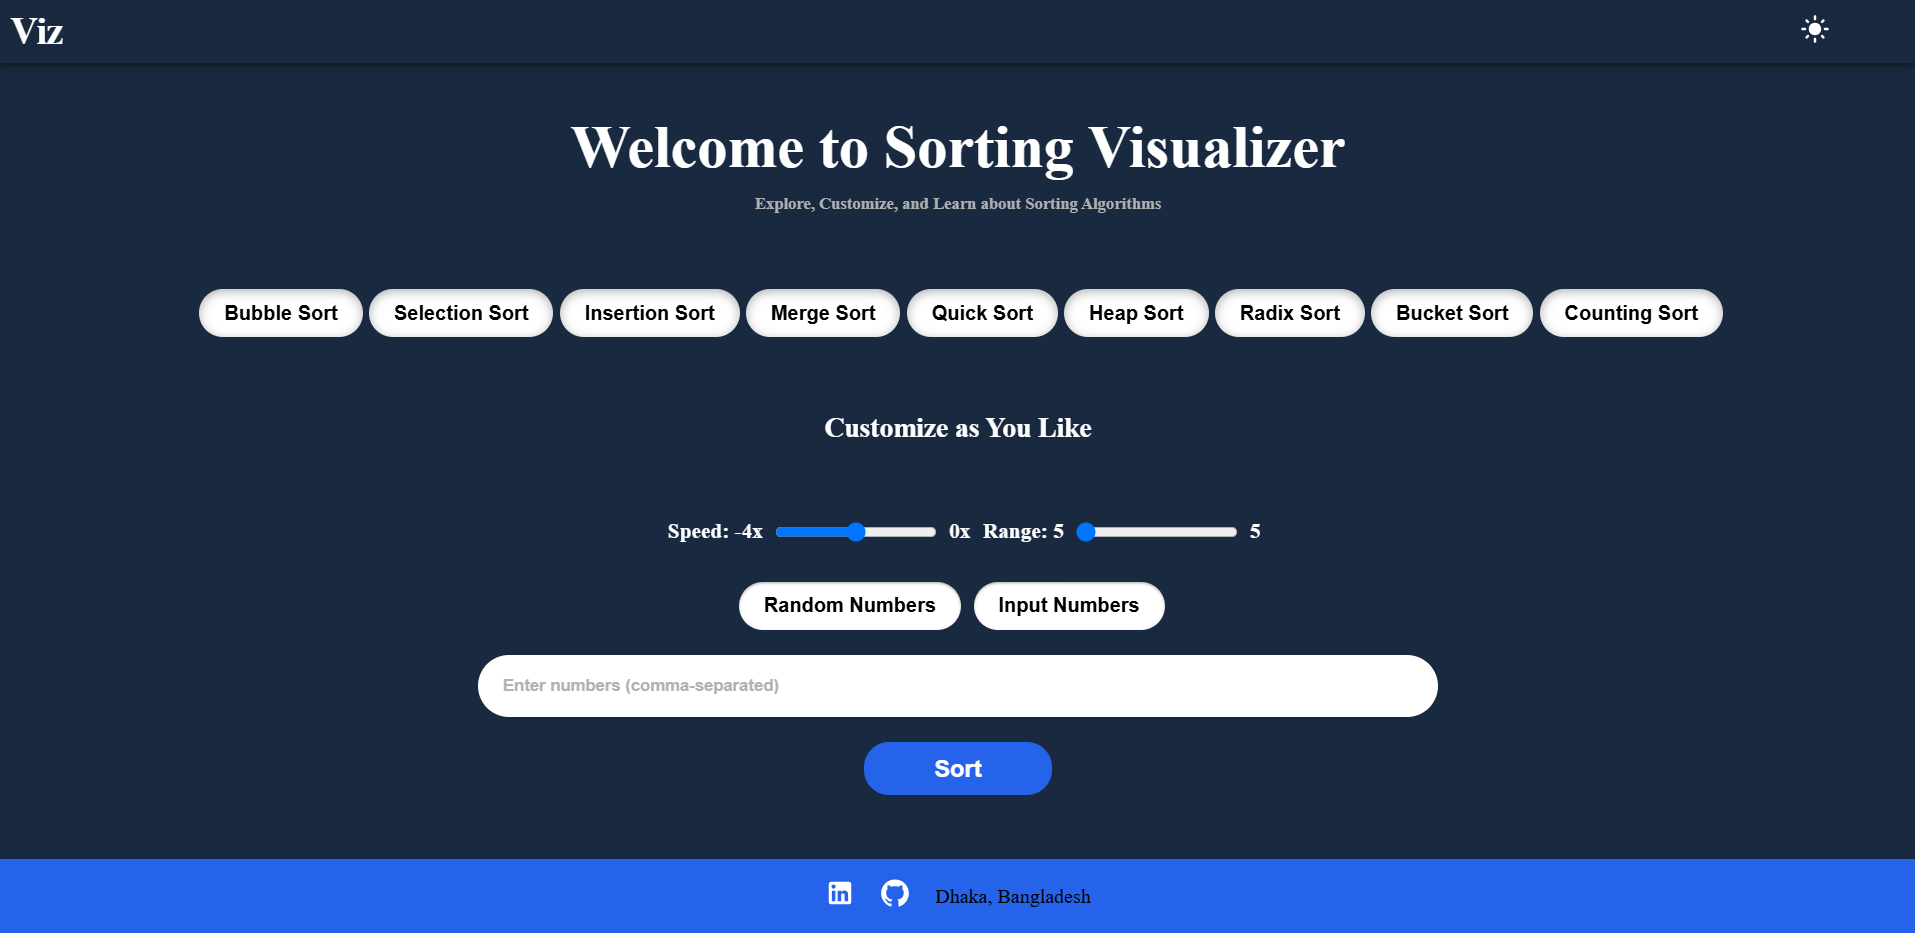 Viz
Welcome to Sorting Visualizer
Explore, Customize, and Learn about Sorting Algorithms
Bubble Sort Selection Sort Insertion Sort Merge Sort Quick Sort Heap Sort Radix Sort Bucket Sort Counting Sort
Customize as You Like
Speed: -4x 0x Range: 5 5
Random Numbers Input Numbers
Enter numbers (comma-separated)
Sort
in Dhaka, Bangladesh